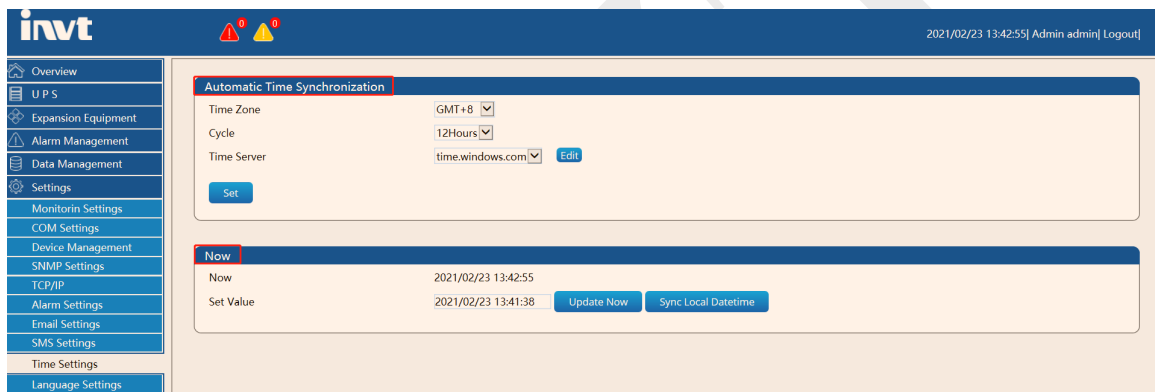 invt
0 0
2021/02/23 13:42:55| Admin admin| Logout|
Overview
UPS
Expansion Equipment
Alarm Management
Data Management
Settings
Monitorin Settings
COM Settings
Device Management
SNMP Settings
TCP/IP
Alarm Settings
Email Settings
SMS Settings
Time Settings
Language Settings
Automatic Time Synchronization
Time Zone GMT+8
Cycle 12Hours
Time Server time.windows.com Edit
Set
Now
Now 2021/02/23 13:42:55
Set Value 2021/02/23 13:41:38 Update Now Sync Local Datetime